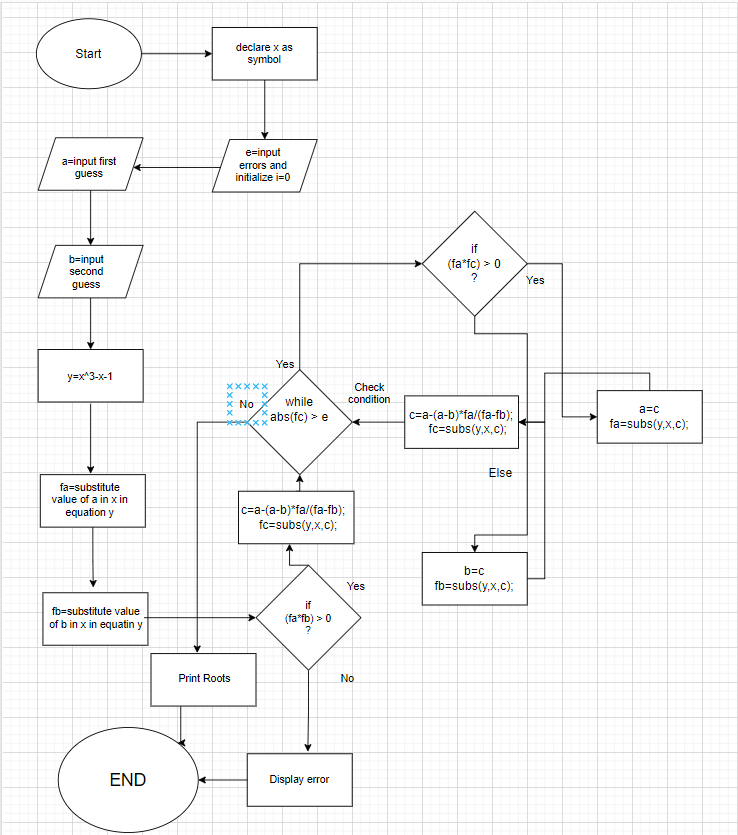 Start
declare x as
symbol
e=input
errors and
initialize i=0
a=input first
guess
b=input
second
guess
y=x^3-x-1
fa=substitute
value of a in x in
equation y
fb=substitute value
of b in x in equatin y
if
(fa*fb) > 0
?
Yes
No
c=a-(a-b)*fa/(fa-fb);
fc=subs(y,x,c);
while
abs(fc) > e
Yes
No
Check
condition
c=a-(a-b)*fa/(fa-fb);
fc=subs(y,x,c);
if
(fa*fc) > 0
?
Yes
a=c
fa=subs(y,x,c);
Else
b=c
fb=subs(y,x,c);
Print Roots
Display error
END